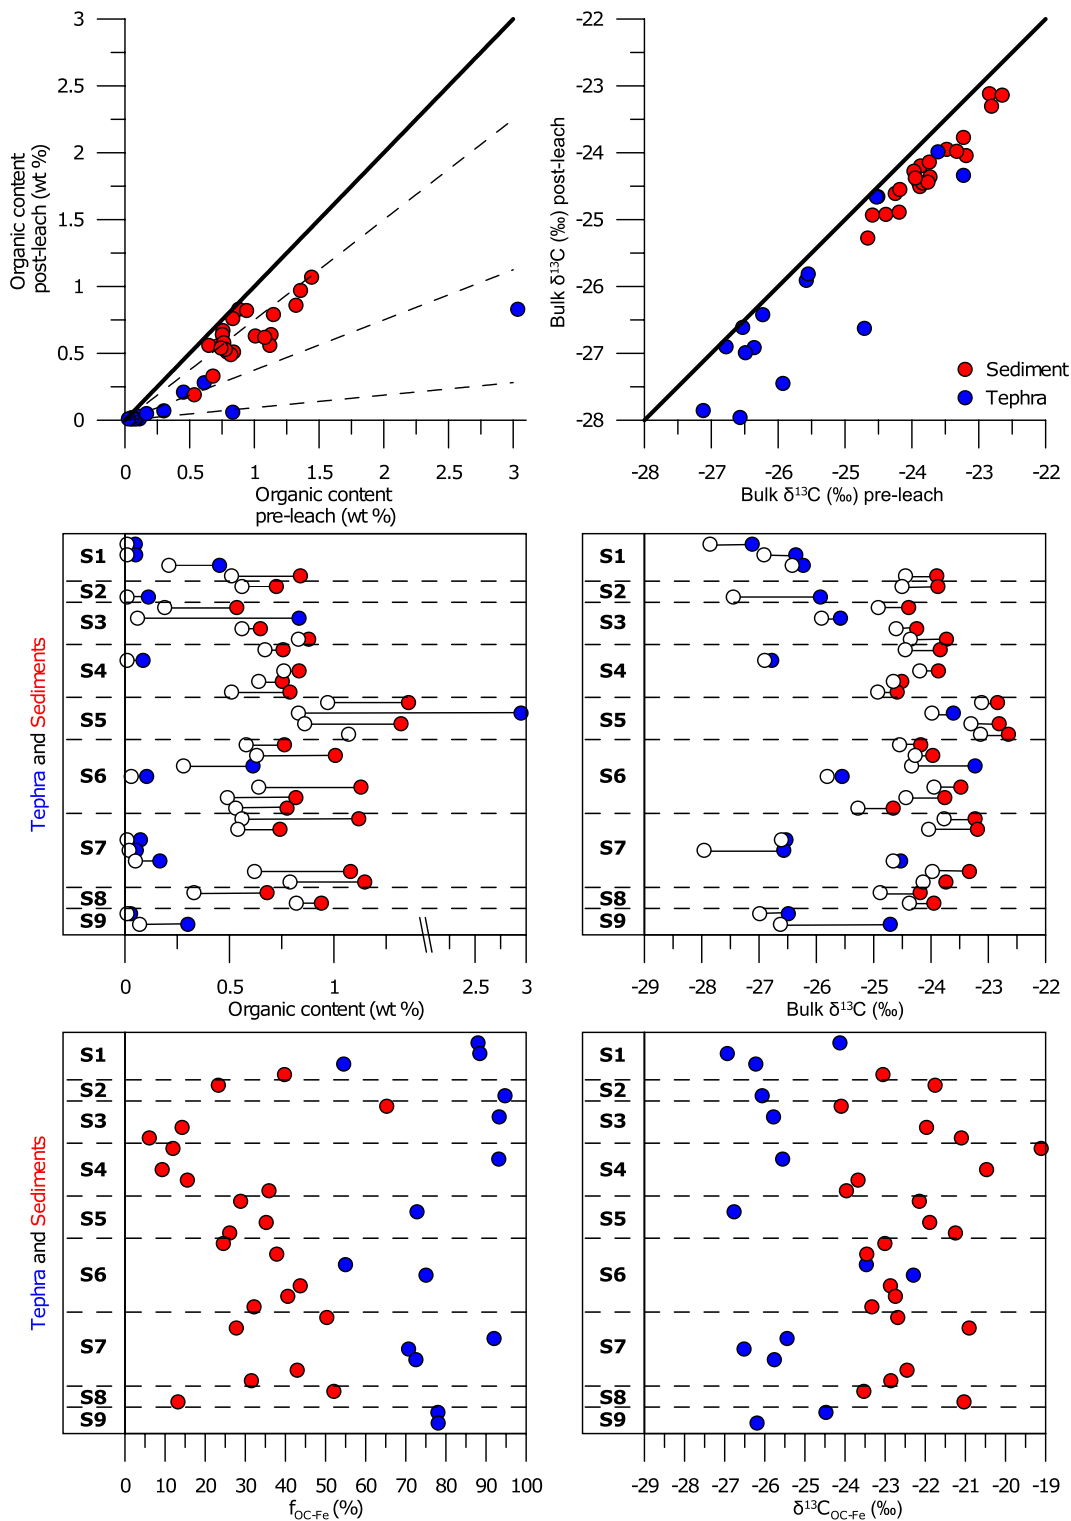 3
2.5
2
1.5
1
0.5
0
0 0.5 1 1.5 2 2.5 3
Organic content
post-leach (wt %)
Organic content
pre-leach (wt %)
-22
-23
-24
-25
-26
-27
-28
-28 -27 -26 -25 -24 -23 -22
Bulk δ¹³C (‰) post-leach
Bulk δ¹³C (‰) pre-leach
Sediment
Tephra
Tephra and Sediments
S1
S2
S3
S4
S5
S6
S7
S8
S9
0 0.5 1 2.5 3
Organic content (wt %)
S1
S2
S3
S4
S5
S6
S7
S8
S9
-29 -28 -27 -26 -25 -24 -23 -22
Bulk δ¹³C (‰)
Tephra and Sediments
S1
S2
S3
S4
S5
S6
S7
S8
S9
0 10 20 30 40 50 60 70 80 90 100
fOC-Fe (%)
S1
S2
S3
S4
S5
S6
S7
S8
S9
-29 -28 -27 -26 -25 -24 -23 -22 -21 -20 -19
δ¹³COC-Fe (‰)